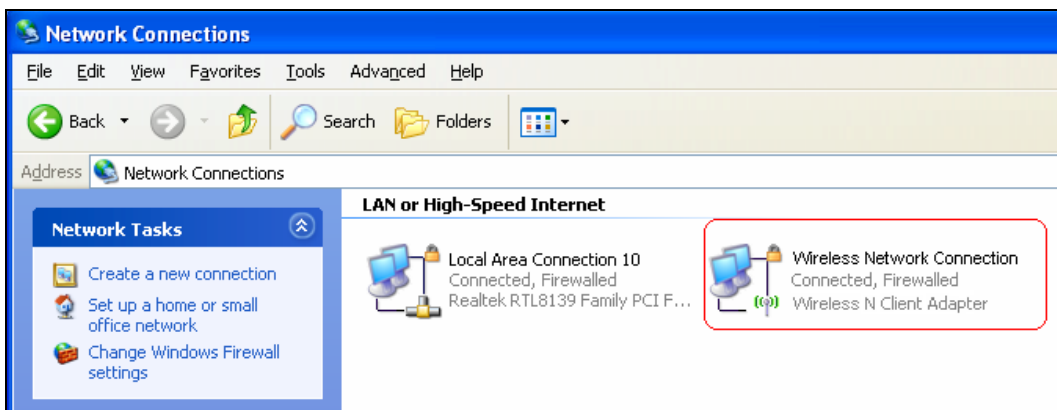 Network Connections
File Edit View Favorites Tools Advanced Help
Back Search Folders
Address Network Connections
Network Tasks
Create a new connection
Set up a home or small
office network
Change Windows Firewall
settings
LAN or High-Speed Internet
Local Area Connection 10
Connected, Firewalled
Realtek RTL8139 Family PCI F...
Wireless Network Connection
Connected, Firewalled
Wireless N Client Adapter